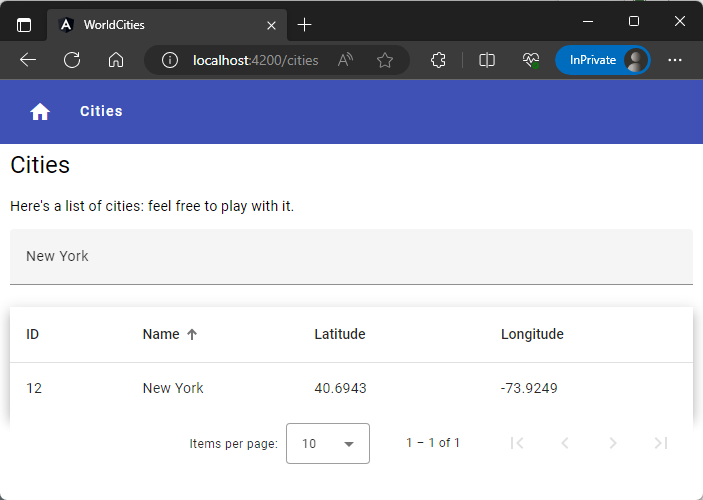 WorldCities
localhost:4200/cities
InPrivate
Cities
Cities
Here's a list of cities: feel free to play with it.
New York
ID Name Latitude Longitude
12 New York 40.6943 -73.9249
Items per page: 10 1 – 1 of 1